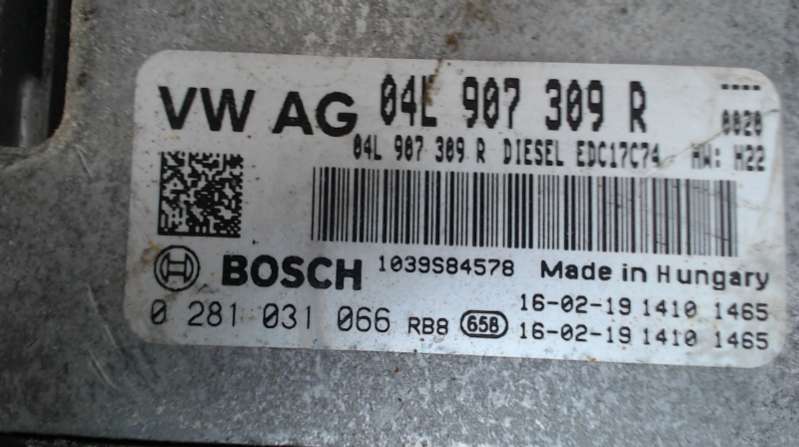 VW AG 04L 907 309 R ----
0020
04L 907 309 R DIESEL EDC17C74 HW: H22
BOSCH 1039S84578 Made in Hungary
0 281 031 066 RB8 658 16-02-19 1410 1465
16-02-19 1410 1465